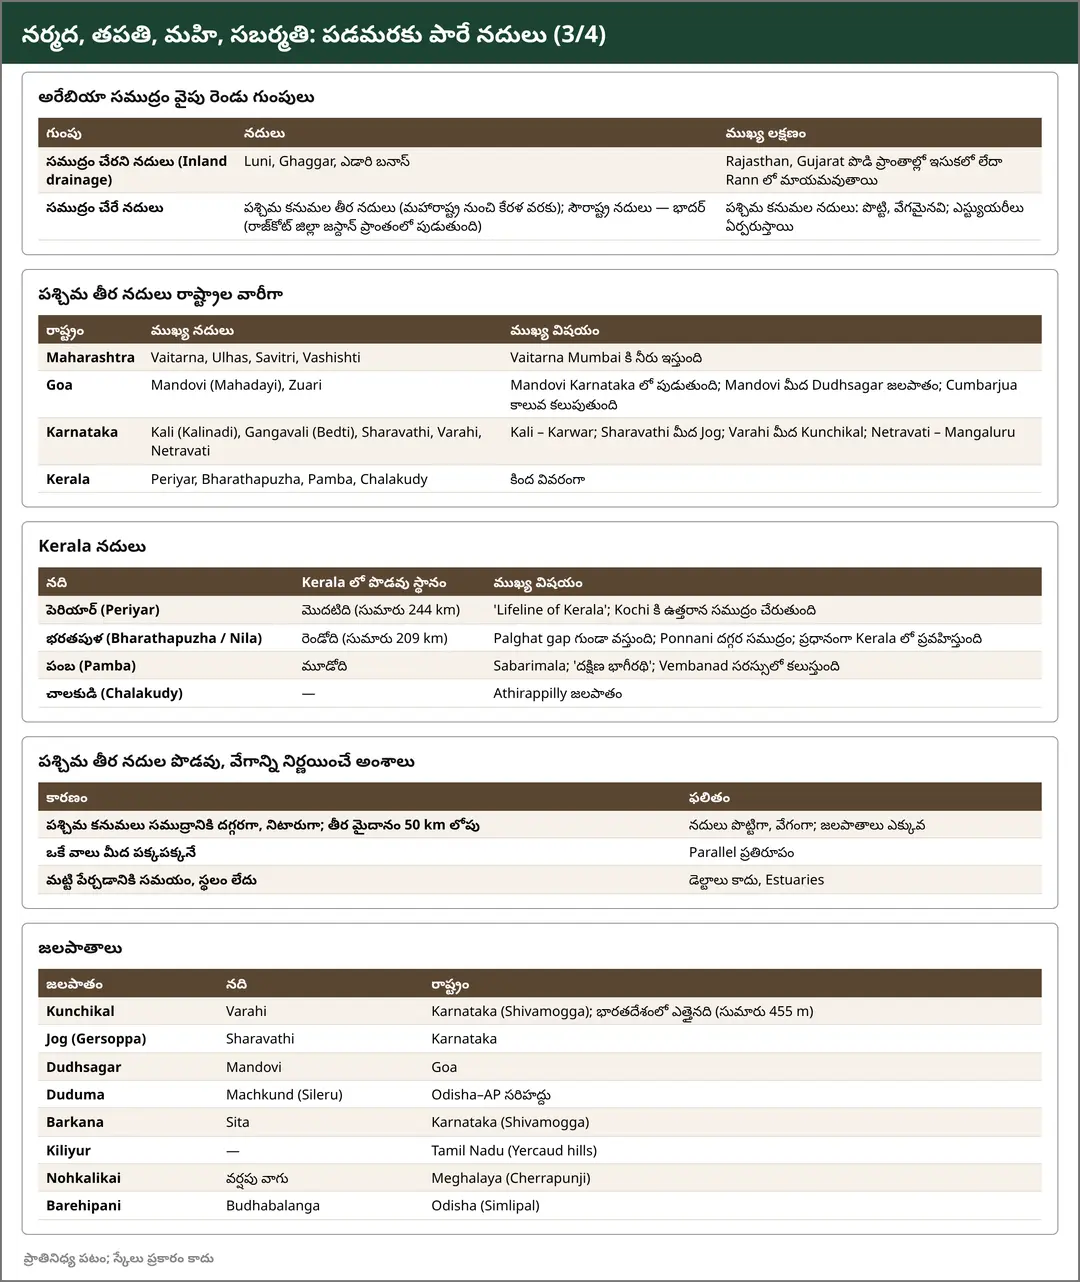 నర్మద, తపతి, మహి, సబర్మతి: పడమరకు పారే నదులు (3/4)
అరేబియా సముద్రం వైపు రెండు గుంపులు
గుంపు నదులు ముఖ్య లక్షణం
సముద్రం చేరని నదులు (Inland drainage) Luni, Ghaggar, ఎడారి బనాస్ Rajasthan, Gujarat పొడి ప్రాంతాల్లో ఇసుకలో లేదా Rann లో మాయమవుతాయి
సముద్రం చేరే నదులు పశ్చిమ కనుమల తీర నదులు (మహారాష్ట్ర నుంచి కేరళ వరకు); సౌరాష్ట్ర నదులు — భాదర్ (రాజ్‌కోట్ జిల్లా జస్దాన్ ప్రాంతంలో పుడుతుంది) పశ్చిమ కనుమల నదులు: పొట్టి, వేగమైనవి; ఎస్ట్యుయరీలు ఏర్పరుస్తాయి
పశ్చిమ తీర నదులు రాష్ట్రాల వారీగా
రాష్ట్రం ముఖ్య నదులు ముఖ్య విషయం
Maharashtra Vaitarna, Ulhas, Savitri, Vashishti Vaitarna Mumbai కి నీరు ఇస్తుంది
Goa Mandovi (Mahadayi), Zuari Mandovi Karnataka లో పుడుతుంది; Mandovi మీద Dudhsagar జలపాతం; Cumbarjua కాలువ కలుపుతుంది
Karnataka Kali (Kalinadi), Gangavali (Bedti), Sharavathi, Varahi, Netravati Kali – Karwar; Sharavathi మీద Jog; Varahi మీద Kunchikal; Netravati – Mangaluru
Kerala Periyar, Bharathapuzha, Pamba, Chalakudy కింద వివరంగా
Kerala నదులు
నది Kerala లో పొడవు స్థానం ముఖ్య విషయం
పెరియార్ (Periyar) మొదటిది (సుమారు 244 km) 'Lifeline of Kerala'; Kochi కి ఉత్తరాన సముద్రం చేరుతుంది
భరతపుళ (Bharathapuzha / Nila) రెండోది (సుమారు 209 km) Palghat gap గుండా వస్తుంది; Ponnani దగ్గర సముద్రం; ప్రధానంగా Kerala లో ప్రవహిస్తుంది
పంబ (Pamba) మూడోది Sabarimala; 'దక్షిణ భాగీరథి'; Vembanad సరస్సులో కలుస్తుంది
చాలకుడి (Chalakudy) — Athirappilly జలపాతం
పశ్చిమ తీర నదుల పొడవు, వేగాన్ని నిర్ణయించే అంశాలు
కారణం ఫలితం
పశ్చిమ కనుమలు సముద్రానికి దగ్గరగా, నిటారుగా; తీర మైదానం 50 km లోపు నదులు పొట్టిగా, వేగంగా; జలపాతాలు ఎక్కువ
ఒకే వాలు మీద పక్కపక్కనే Parallel ప్రతిరూపం
మట్టి పేర్చడానికి సమయం, స్థలం లేదు డెల్టాలు కాదు, Estuaries
జలపాతాలు
జలపాతం నది రాష్ట్రం
Kunchikal Varahi Karnataka (Shivamogga); భారతదేశంలో ఎత్తైనది (సుమారు 455 m)
Jog (Gersoppa) Sharavathi Karnataka
Dudhsagar Mandovi Goa
Duduma Machkund (Sileru) Odisha–AP సరిహద్దు
Barkana Sita Karnataka (Shivamogga)
Kiliyur — Tamil Nadu (Yercaud hills)
Nohkalikai వర్షపు వాగు Meghalaya (Cherrapunji)
Barehipani Budhabalanga Odisha (Simlipal)
ప్రాతినిధ్య పటం; స్కేలు ప్రకారం కాదు